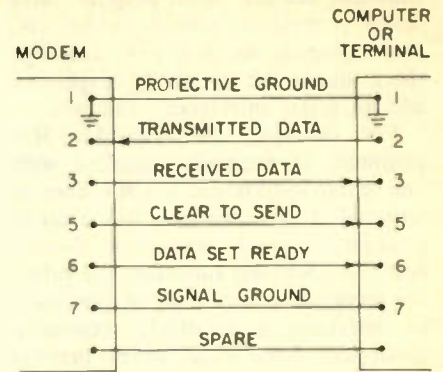 COMPUTER
OR
MODEM TERMINAL
1 PROTECTIVE GROUND 1
2 TRANSMITTED DATA 2
3 RECEIVED DATA 3
5 CLEAR TO SEND 5
6 DATA SET READY 6
7 SIGNAL GROUND 7
SPARE